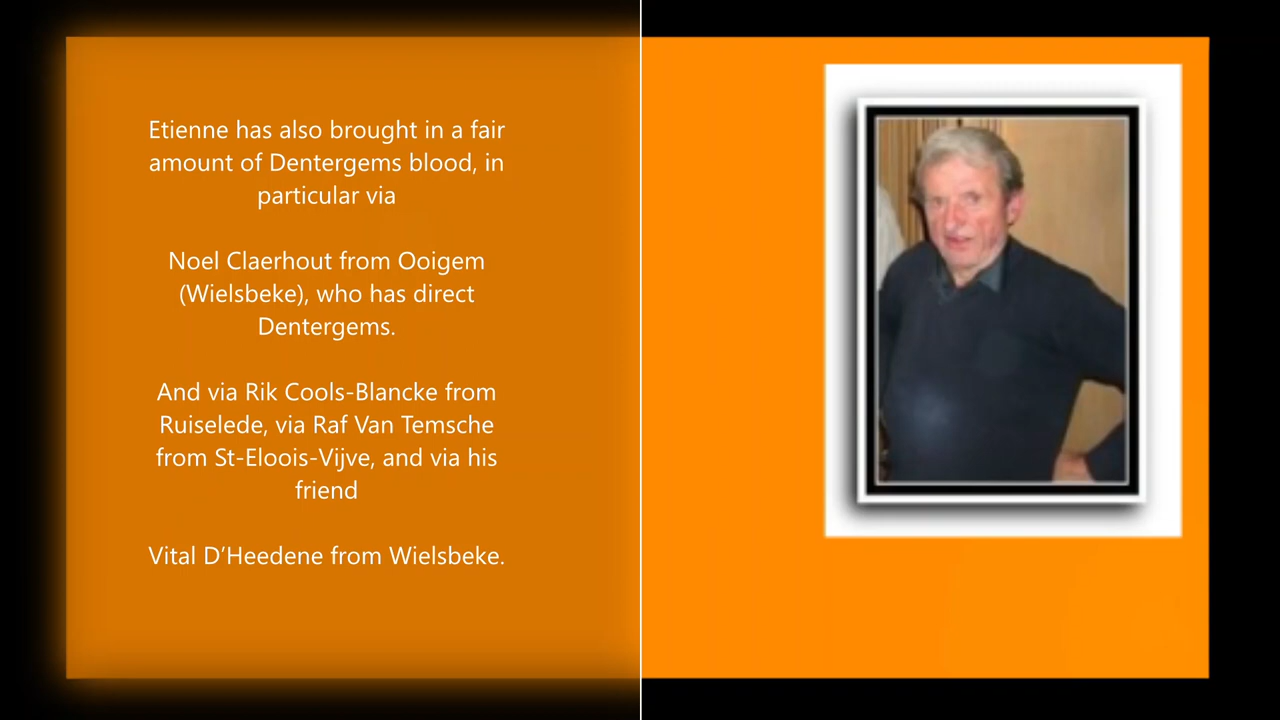 Etienne has also brought in a fair
amount of Dentergems blood, in
particular via
Noel Claerhout from Ooigem
(Wielsbeke), who has direct
Dentergems.
And via Rik Cools-Blancke from
Ruiselede, via Raf Van Temsche
from St-Eloois-Vijve, and via his
friend
Vital D’Heedene from Wielsbeke.